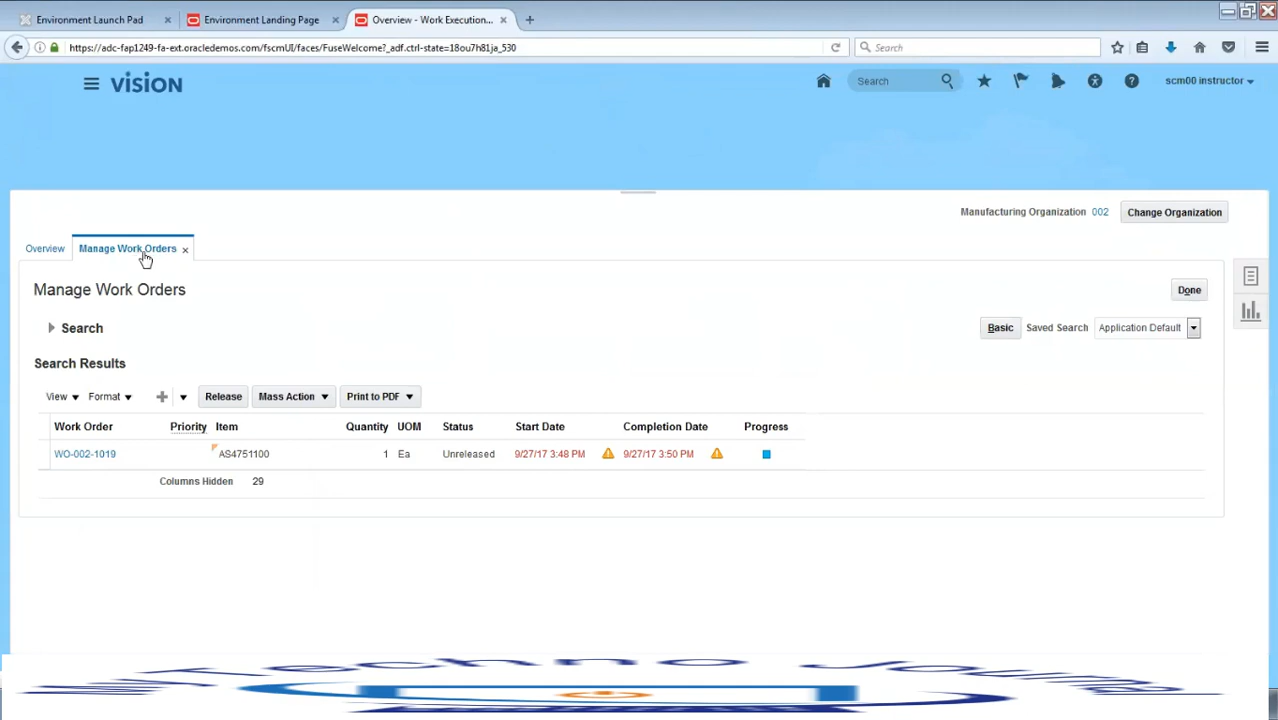 Environment Launch Pad
Environment Landing Page
Overview - Work Execution...
https://adc-fap1249-fa-ext.oracledemos.com/fscmUI/faces/FuseWelcome?_adf.ctrl-state=18ou7h81ja_530
Search
vision
Search
scm00 instructor
Manufacturing Organization 002 Change Organization
Overview Manage Work Orders
Manage Work Orders Done
Search Basic Saved Search Application Default
Search Results
View Format Release Mass Action Print to PDF
Work Order Priority Item Quantity UOM Status Start Date Completion Date Progress
WO-002-1019 AS4751100 1 Ea Unreleased 9/27/17 3:48 PM 9/27/17 3:50 PM
Columns Hidden 29